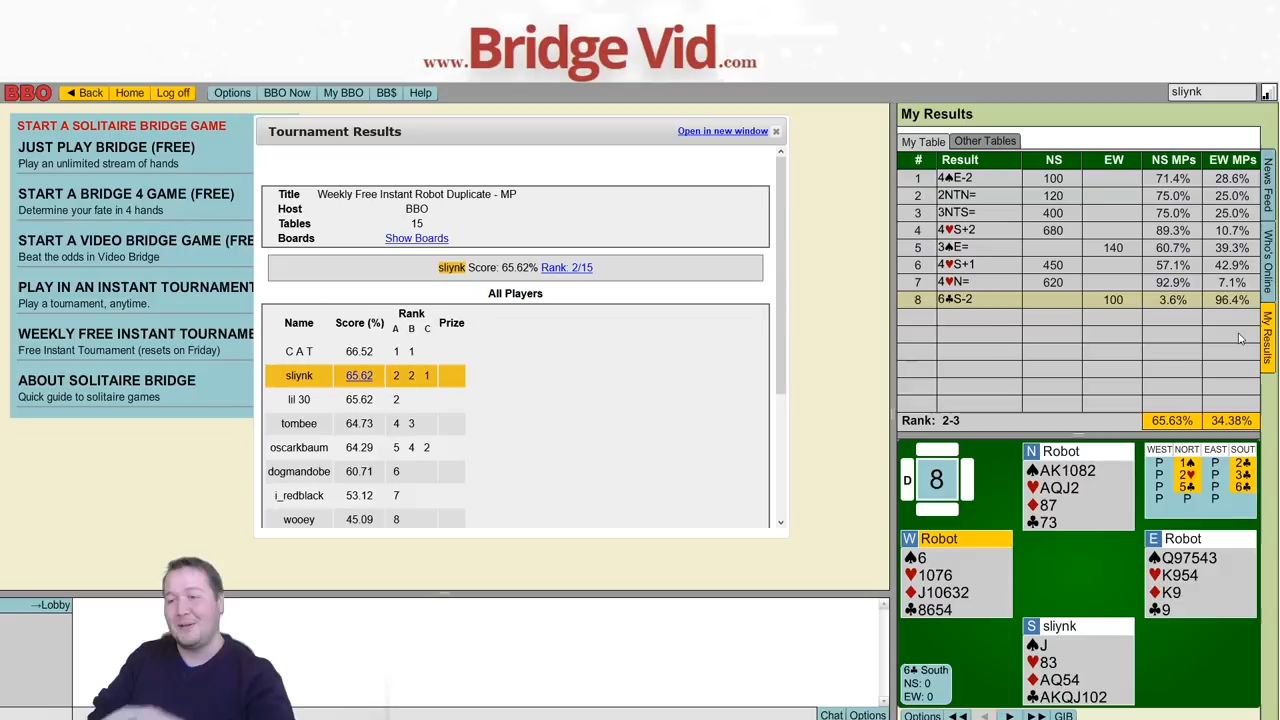 www.Bridge Vid.com
BBO
◄ Back
Home
Log off
Options
BBO Now
My BBO
BB$
Help
sliynk
START A SOLITAIRE BRIDGE GAME
JUST PLAY BRIDGE (FREE)
Play an unlimited stream of hands
START A BRIDGE 4 GAME (FREE)
Determine your fate in 4 hands
START A VIDEO BRIDGE GAME (FRE
Beat the odds in Video Bridge
PLAY IN AN INSTANT TOURNAMENT
Play a tournament, anytime.
WEEKLY FREE INSTANT TOURNAME
Free Instant Tournament (resets on Friday)
ABOUT SOLITAIRE BRIDGE
Quick guide to solitaire games
Tournament Results
Open in new window
Title Weekly Free Instant Robot Duplicate - MP
Host BBO
Tables 15
Boards Show Boards
sliynk Score: 65.62% Rank: 2/15
All Players
Name Score (%) Rank Prize
A B C
C A T 66.52 1 1
sliynk 65.62 2 2 1
lil 30 65.62 2
tombee 64.73 4 3
oscarkbaum 64.29 5 4 2
dogmandobe 60.71 6
i_redblack 53.12 7
wooey 45.09 8
→Lobby
Chat
Options
My Results
My Table
Other Tables
# Result NS EW NS MPs EW MPs
1 4♠E-2 100 71.4% 28.6%
2 2NTN= 120 75.0% 25.0%
3 3NTS= 400 75.0% 25.0%
4 4♥S+2 680 89.3% 10.7%
5 3♠E= 140 60.7% 39.3%
6 4♥S+1 450 57.1% 42.9%
7 4♥N= 620 92.9% 7.1%
8 6♣S-2 100 3.6% 96.4%
Rank: 2-3 65.63% 34.38%
News Feed
Who's Online
My Results
D
8
N Robot
♠AK1082
♥AQJ2
♦87
♣73
WEST NORT EAST SOUT
P 1♠ P 2♣
P 2♥ P 3♣
P 5♣ P 6♣
P P P
W Robot
♠6
♥1076
♦J10632
♣8654
E Robot
♠Q97543
♥K954
♦K9
♣9
S sliynk
♠J
♥83
♦AQ54
♣AKQJ102
6♣ South
NS: 0
EW: 0
Options
GIB